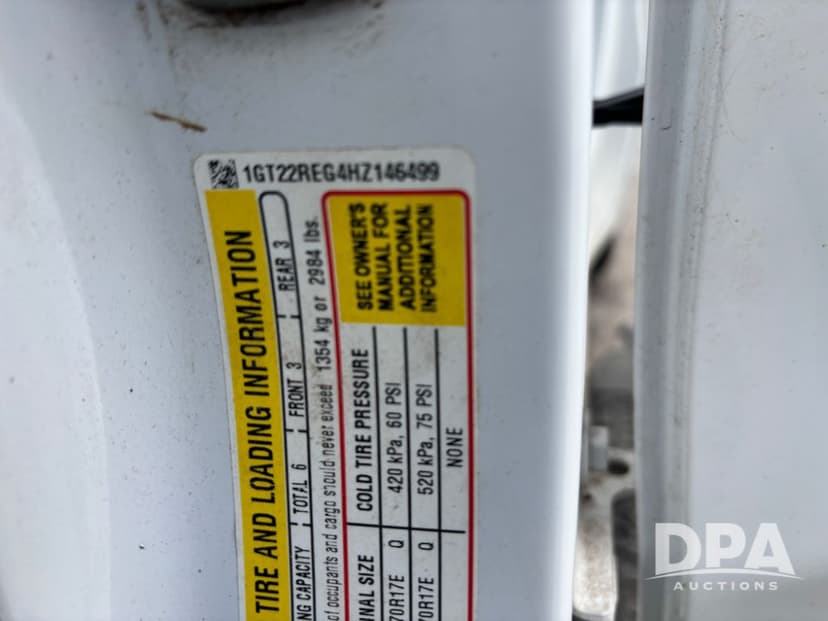 1GT22REG4HZ146499
TIRE AND LOADING INFORMATION
NG CAPACITY TOTAL 6 FRONT 3 REAR 3
of occupants and cargo should never exceed 1354 kg or 2984 lbs.
NAL SIZE COLD TIRE PRESSURE
70R17E Q 420 kPa, 60 PSI
70R17E Q 520 kPa, 75 PSI
NONE
SEE OWNER'S
MANUAL FOR
ADDITIONAL
INFORMATION
DPA
AUCTIONS